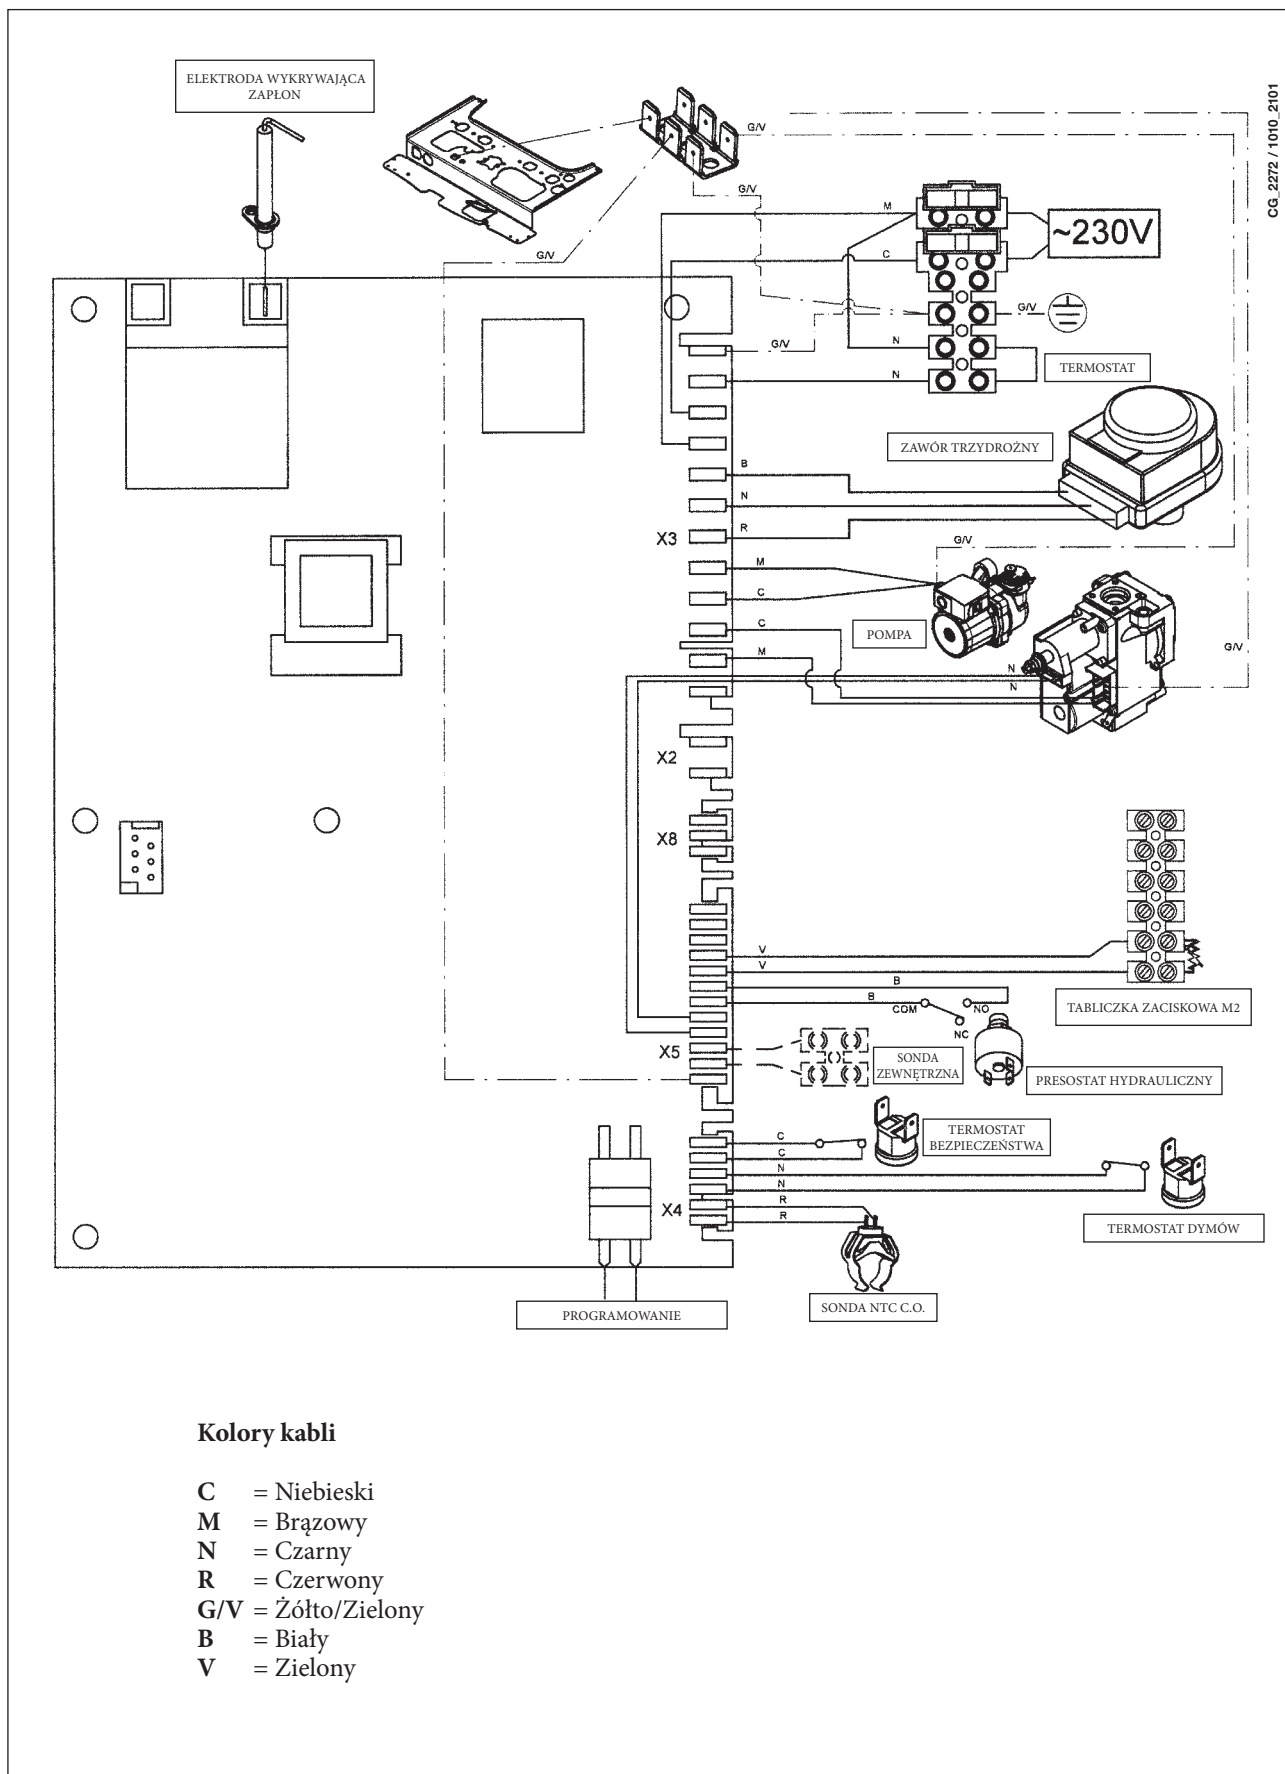 ELEKTRODA WYKRYWAJĄCA
ZAPŁON
CG_2272 / 1010_2101
G/V
G/V
G/V
M
~230V
C
G/V
G/V
N
TERMOSTAT
N
ZAWÓR TRZYDROŻNY
B
N
R
X3
G/V
M
C
C
POMPA
M
N
N
G/V
X2
X8
V
V
B
B
COM
NO
NC
TABLICZKA ZACISKOWA M2
X5
SONDA
ZEWNĘTRZNA
PRESOSTAT HYDRAULICZNY
C
C
TERMOSTAT
BEZPIECZEŃSTWA
N
N
R
R
X4
TERMOSTAT DYMÓW
SONDA NTC C.O.
PROGRAMOWANIE
Kolory kabli
C = Niebieski
M = Brązowy
N = Czarny
R = Czerwony
G/V = Żółto/Zielony
B = Biały
V = Zielony